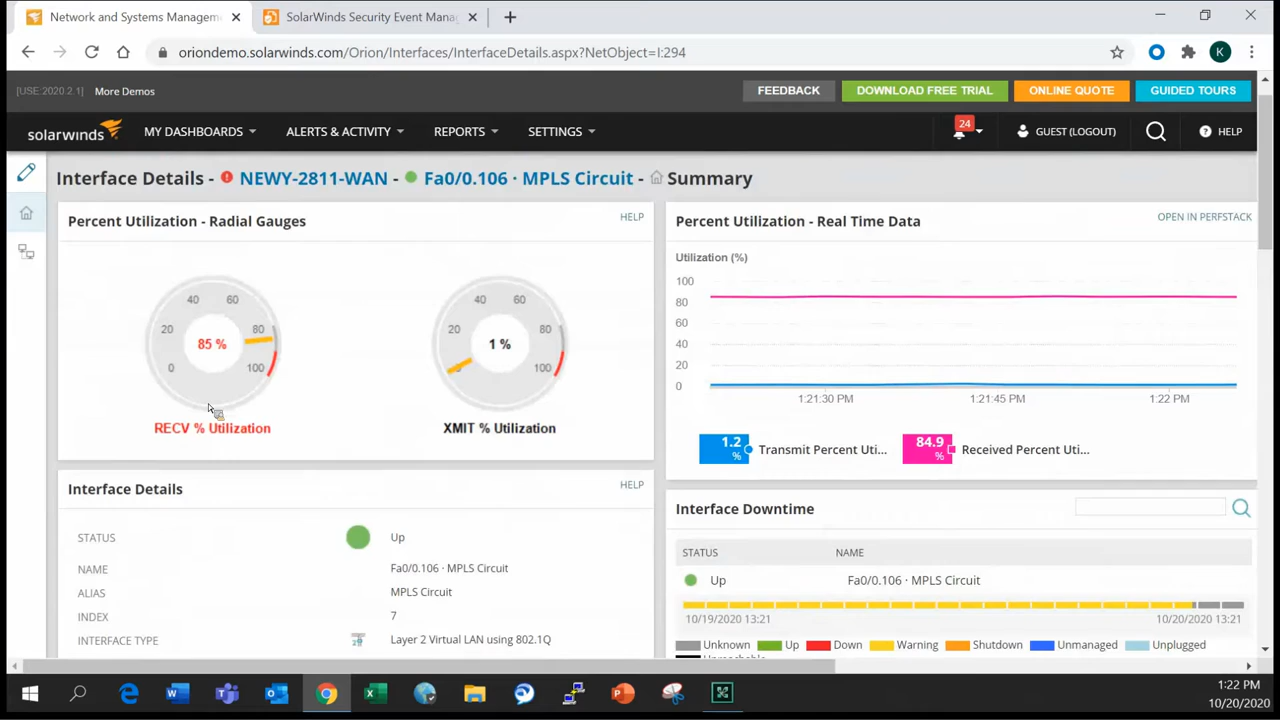 Network and Systems Managem
SolarWinds Security Event Mana
oriondemo.solarwinds.com/Orion/Interfaces/InterfaceDetails.aspx?NetObject=I:294
K
[USE:2020.2.1] More Demos
FEEDBACK
DOWNLOAD FREE TRIAL
ONLINE QUOTE
GUIDED TOURS
solarwinds
MY DASHBOARDS
ALERTS & ACTIVITY
REPORTS
SETTINGS
24
GUEST (LOGOUT)
HELP
Interface Details - NEWY-2811-WAN - Fa0/0.106 · MPLS Circuit - Summary
Percent Utilization - Radial Gauges
HELP
0 20 40 60 80 100
85 %
RECV % Utilization
20 40 60 80 100
1 %
XMIT % Utilization
Percent Utilization - Real Time Data
OPEN IN PERFSTACK
Utilization (%)
100
80
60
40
20
0
1:21:30 PM 1:21:45 PM 1:22 PM
1.2 % Transmit Percent Uti...
84.9 % Received Percent Uti...
Interface Details
HELP
STATUS Up
NAME Fa0/0.106 · MPLS Circuit
ALIAS MPLS Circuit
INDEX 7
INTERFACE TYPE Layer 2 Virtual LAN using 802.1Q
Interface Downtime
STATUS NAME
Up Fa0/0.106 · MPLS Circuit
10/19/2020 13:21 10/20/2020 13:21
Unknown Up Down Warning Shutdown Unmanaged Unplugged
1:22 PM
10/20/2020